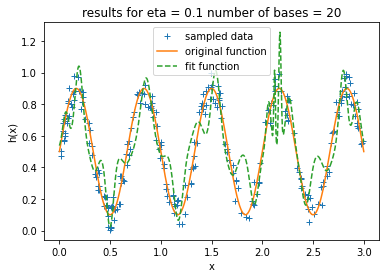 results for eta = 0.1 number of bases = 20
sampled data
original function
fit function
h(x)
1.2
1.0
0.8
0.6
0.4
0.2
0.0
0.0 0.5 1.0 1.5 2.0 2.5 3.0
x